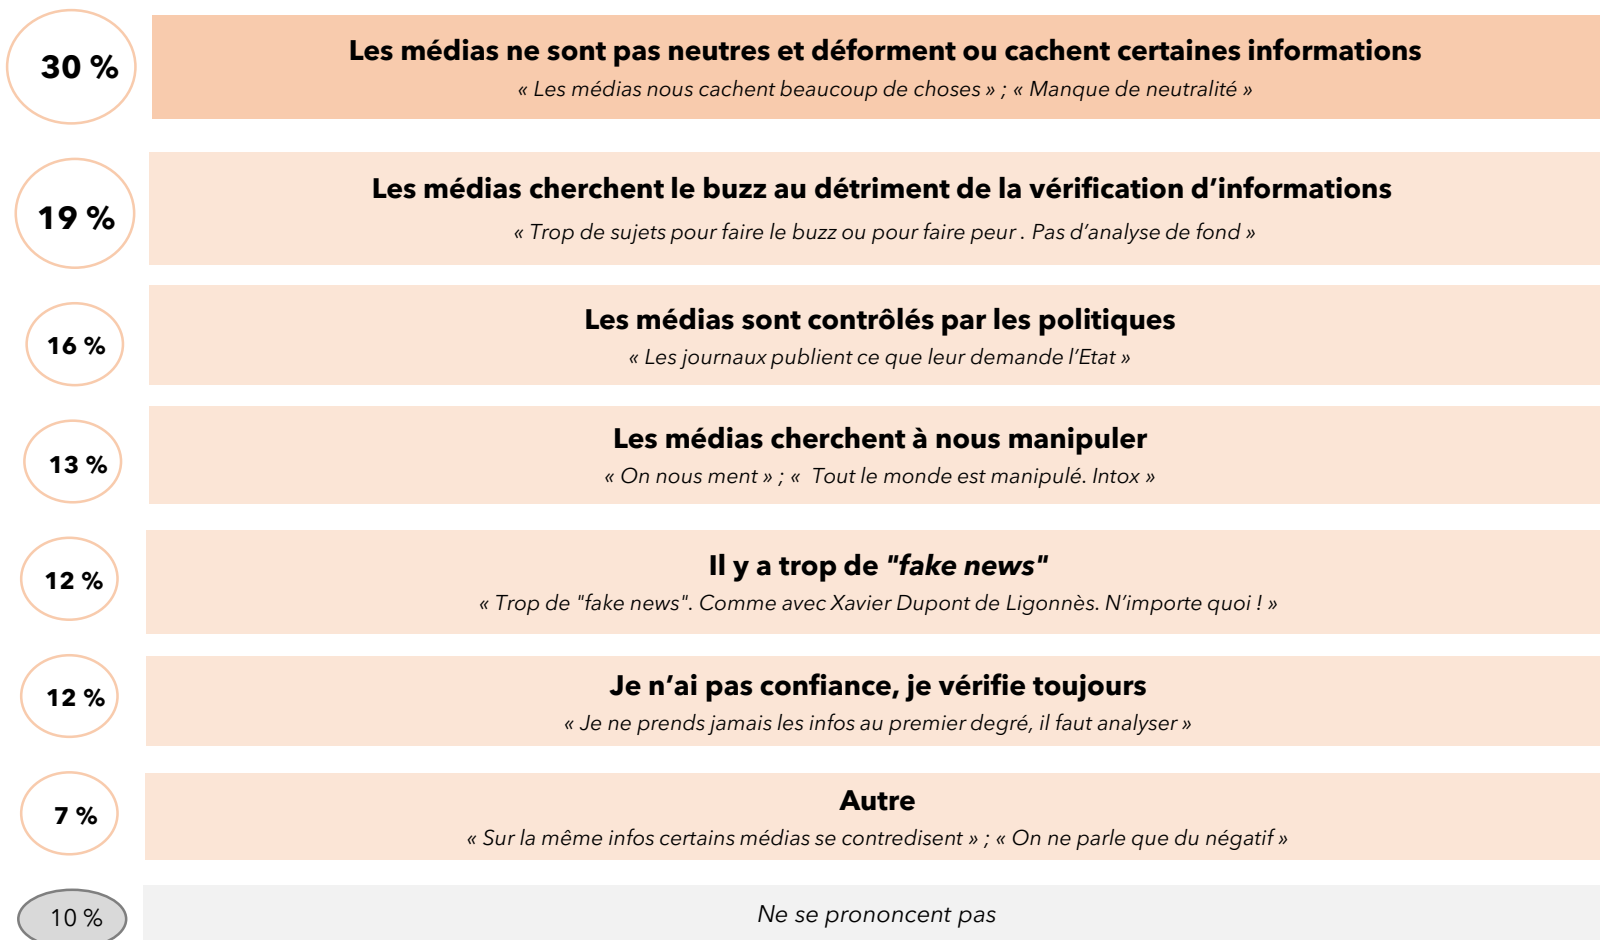 30 %
Les médias ne sont pas neutres et déforment ou cachent certaines informations
« Les médias nous cachent beaucoup de choses » ; « Manque de neutralité »
19 %
Les médias cherchent le buzz au détriment de la vérification d’informations
« Trop de sujets pour faire le buzz ou pour faire peur . Pas d’analyse de fond »
16 %
Les médias sont contrôlés par les politiques
« Les journaux publient ce que leur demande l’Etat »
13 %
Les médias cherchent à nous manipuler
« On nous ment » ; « Tout le monde est manipulé. Intox »
12 %
Il y a trop de "fake news"
« Trop de "fake news". Comme avec Xavier Dupont de Ligonnès. N’importe quoi ! »
12 %
Je n’ai pas confiance, je vérifie toujours
« Je ne prends jamais les infos au premier degré, il faut analyser »
7 %
Autre
« Sur la même infos certains médias se contredisent » ; « On ne parle que du négatif »
10 %
Ne se prononcent pas